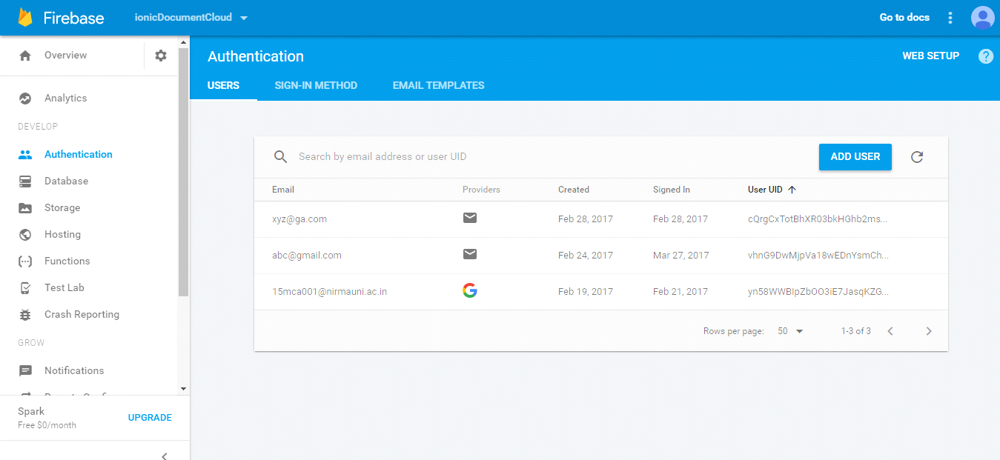 Firebase ionicDocumentCloud Go to docs
Overview
Analytics
DEVELOP
Authentication
Database
Storage
Hosting
Functions
Test Lab
Crash Reporting
GROW
Notifications
Spark
Free $0/month
UPGRADE
Authentication WEB SETUP ?
USERS SIGN-IN METHOD EMAIL TEMPLATES
Search by email address or user UID ADD USER
Email Providers Created Signed In User UID
xyz@ga.com Feb 28, 2017 Feb 28, 2017 cQrgCxTotBhXR03bkHGhb2ms...
abc@gmail.com Feb 24, 2017 Mar 27, 2017 vhnG9DwMjpVa18wEDnYsmCh...
15mca001@nirmauni.ac.in Feb 19, 2017 Feb 21, 2017 yn58WWBIpZbOO3iE7JasqKZG...
Rows per page: 50 1-3 of 3